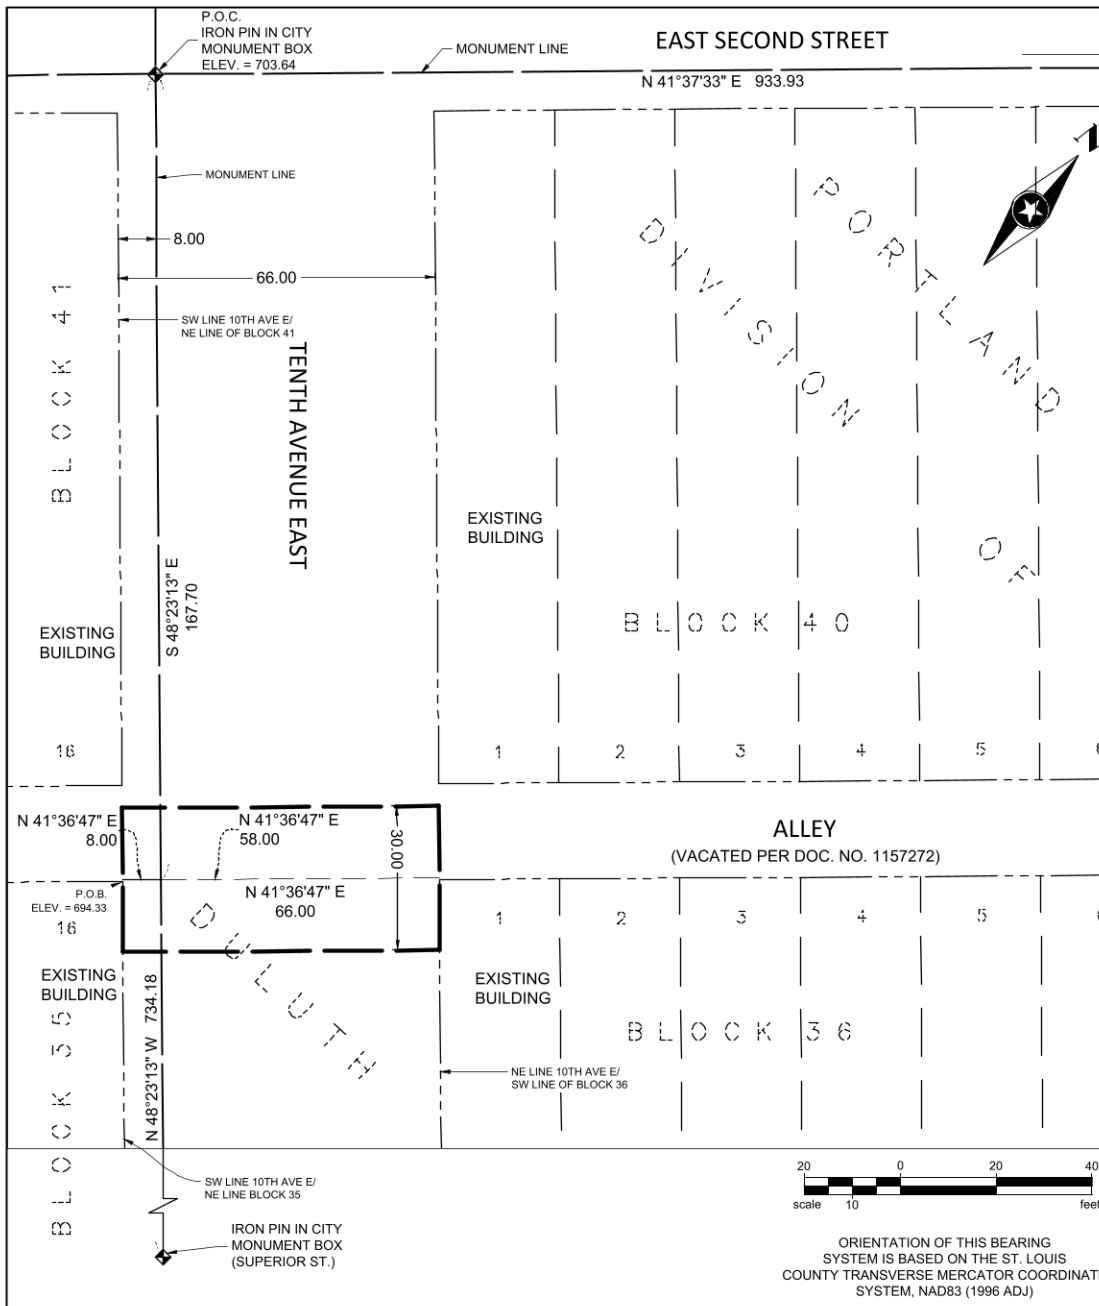 P.O.C.
IRON PIN IN CITY
MONUMENT BOX
ELEV. = 703.64
MONUMENT LINE
EAST SECOND STREET
N 41°37'33" E 933.93
MONUMENT LINE
8.00
66.00
SW LINE 10TH AVE E/
NE LINE OF BLOCK 41
BLOCK 41
TENTH AVENUE EAST
PORTLAND
DIVISION
OF
N
EXISTING
BUILDING
S 48°23'13" E
167.70
EXISTING
BUILDING
BLOCK 40
16
1
2
3
4
5
6
N 41°36'47" E
8.00
N 41°36'47" E
58.00
30.00
ALLEY
(VACATED PER DOC. NO. 1157272)
P.O.B.
ELEV. = 694.33
N 41°36'47" E
66.00
16
1
2
3
4
5
6
DULUTH
EXISTING
BUILDING
EXISTING
BUILDING
BLOCK 36
BLOCK 35
N 48°23'13" W 734.18
NE LINE 10TH AVE E/
SW LINE OF BLOCK 36
SW LINE 10TH AVE E/
NE LINE BLOCK 35
IRON PIN IN CITY
MONUMENT BOX
(SUPERIOR ST.)
20 0 20 40
scale 10 feet
ORIENTATION OF THIS BEARING
SYSTEM IS BASED ON THE ST. LOUIS
COUNTY TRANSVERSE MERCATOR COORDINAT
SYSTEM, NAD83 (1996 ADJ)